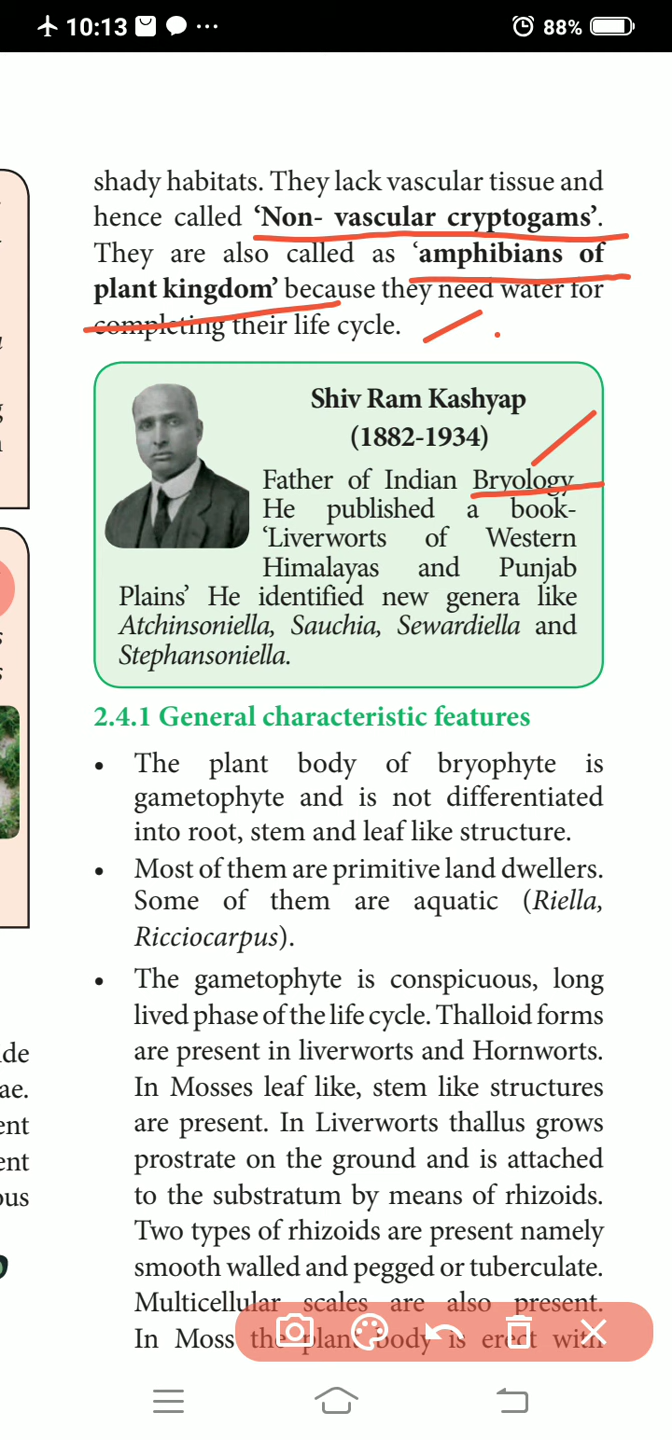 10:13
88%
shady habitats. They lack vascular tissue and
hence called ‘Non- vascular cryptogams’.
They are also called as ‘amphibians of
plant kingdom’ because they need water for
completing their life cycle.
Shiv Ram Kashyap
(1882-1934)
Father of Indian Bryology.
He published a book-
‘Liverworts of Western
Himalayas and Punjab
Plains’ He identified new genera like
Atchinsoniella, Sauchia, Sewardiella and
Stephansoniella.
2.4.1 General characteristic features
• The plant body of bryophyte is
gametophyte and is not differentiated
into root, stem and leaf like structure.
• Most of them are primitive land dwellers.
Some of them are aquatic (Riella,
Ricciocarpus).
• The gametophyte is conspicuous, long
lived phase of the life cycle. Thalloid forms
are present in liverworts and Hornworts.
In Mosses leaf like, stem like structures
are present. In Liverworts thallus grows
prostrate on the ground and is attached
to the substratum by means of rhizoids.
Two types of rhizoids are present namely
smooth walled and pegged or tuberculate.
Multicellular scales are also present.
In Moss the plant body is erect with